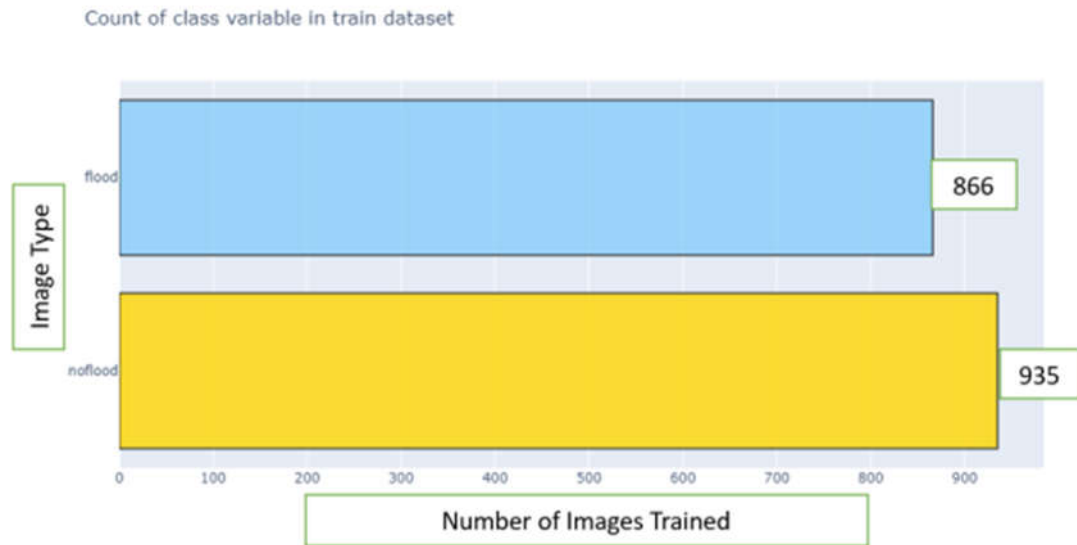 Count of class variable in train dataset
flood
866
Image Type
noflood
935
0 100 200 300 400 500 600 700 800 900
Number of Images Trained